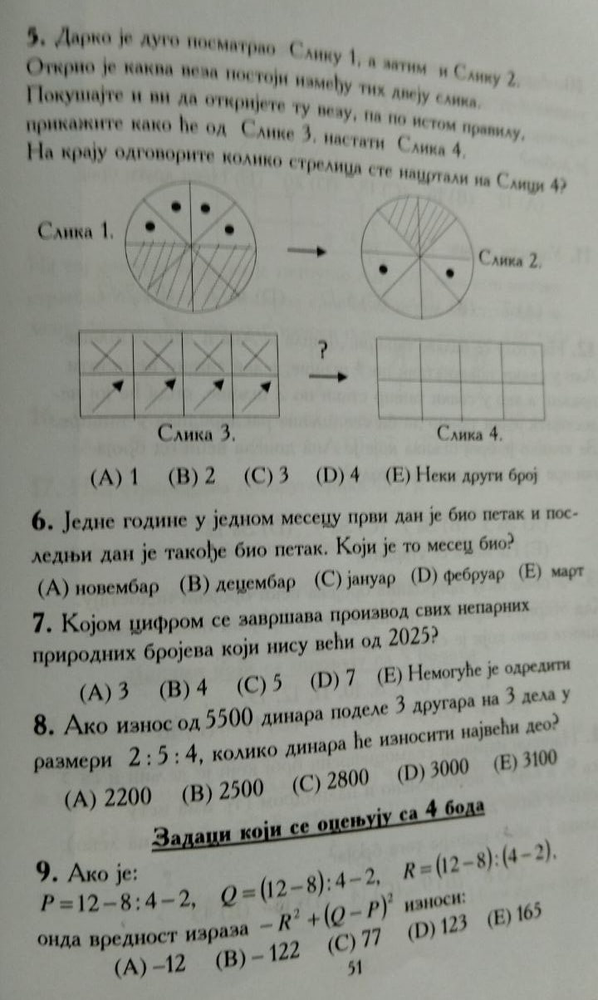 5. Дарко је дуго посматрао Слику 1, а затим и Слику 2.
Открио је каква веза постоји између тих двеју слика.
Покушајте и ви да откријете ту везу, па по истом правилу,
прикажите како ће од Слике 3. настати Слика 4.
На крају одговорите колико стрелица сте нацртали на Слици 4?
Слика 1.
Слика 2.
?
Слика 3.
Слика 4.
(A) 1 (B) 2 (C) 3 (D) 4 (E) Неки други број
6. Једне године у једном месецу први дан је био петак и пос-
ледњи дан је такође био петак. Који је то месец био?
(A) новембар (B) децембар (C) јануар (D) фебруар (E) март
7. Којом цифром се завршава производ свих непарних
природних бројева који нису већи од 2025?
(A) 3 (B) 4 (C) 5 (D) 7 (E) Немогуће је одредити
8. Ако износ од 5500 динара поделе 3 другара на 3 дела у
размери 2 : 5 : 4, колико динара ће износити највећи део?
(A) 2200 (B) 2500 (C) 2800 (D) 3000 (E) 3100
Задаци који се оцењују са 4 бода
9. Ако је:
P = 12 – 8 : 4 – 2, Q = (12 – 8) : 4 – 2, R = (12 – 8) : (4 – 2),
онда вредност израза – R² + (Q – P)² износи:
(A) –12 (B) – 122 (C) 77 (D) 123 (E) 165
51